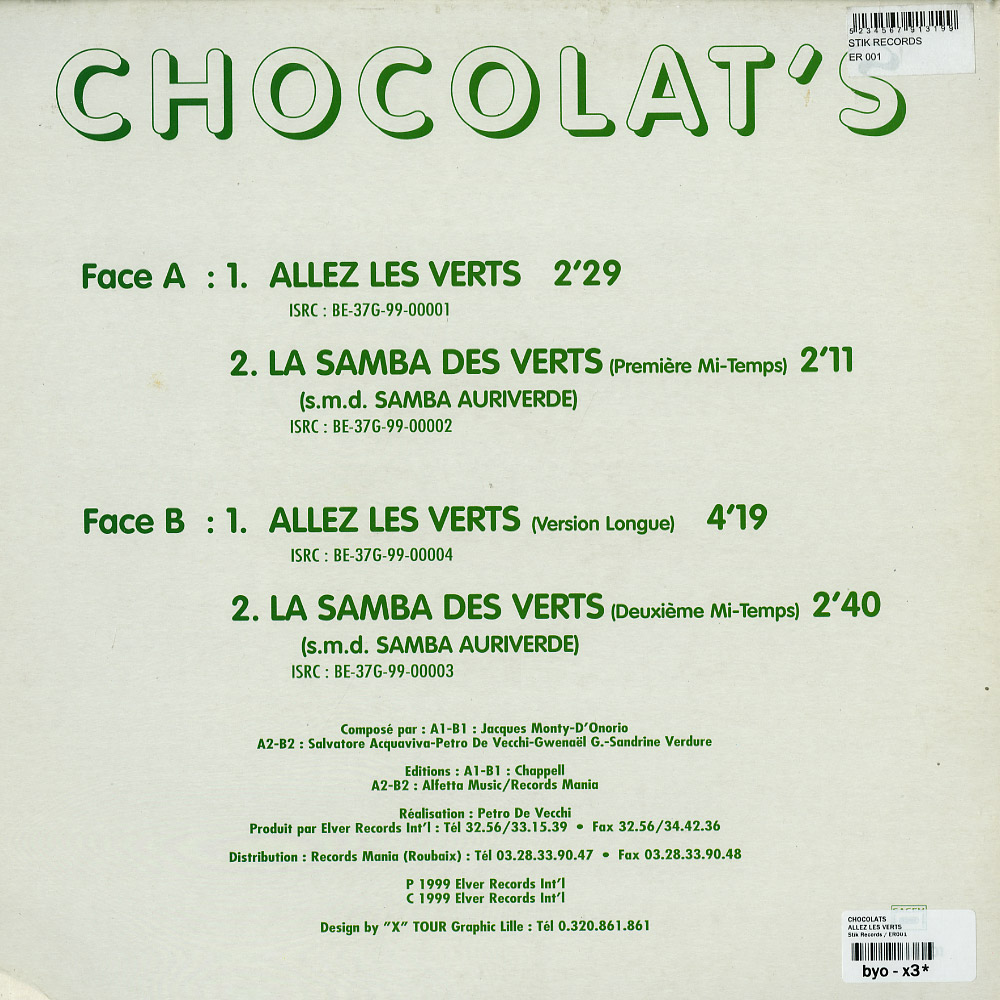 5234567913199
STIK RECORDS
ER 001
CHOCOLAT'S
Face A : 1. ALLEZ LES VERTS 2'29
ISRC : BE-37G-99-00001
2. LA SAMBA DES VERTS (Première Mi-Temps) 2'11
(s.m.d. SAMBA AURIVERDE)
ISRC : BE-37G-99-00002
Face B : 1. ALLEZ LES VERTS (Version Longue) 4'19
ISRC : BE-37G-99-00004
2. LA SAMBA DES VERTS (Deuxième Mi-Temps) 2'40
(s.m.d. SAMBA AURIVERDE)
ISRC : BE-37G-99-00003
Composé par : A1-B1 : Jacques Monty-D'Onorio
A2-B2 : Salvatore Acquaviva-Petro De Vecchi-Gwenaël G.-Sandrine Verdure
Editions : A1-B1 : Chappell
A2-B2 : Alfetta Music/Records Mania
Réalisation : Petro De Vecchi
Produit par Elver Records Int'l : Tél 32.56/33.15.39 • Fax 32.56/34.42.36
Distribution : Records Mania (Roubaix) : Tél 03.28.33.90.47 • Fax 03.28.33.90.48
P 1999 Elver Records Int'l
C 1999 Elver Records Int'l
Design by "X" TOUR Graphic Lille : Tél 0.320.861.861
CHOCOLATS
ALLEZ LES VERTS
Stik Records / ER001
byo - x3*